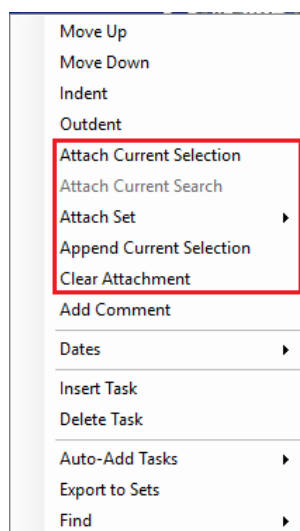 Move Up
Move Down
Indent
Outdent
Attach Current Selection
Attach Current Search
Attach Set
Append Current Selection
Clear Attachment
Add Comment
Dates
Insert Task
Delete Task
Auto-Add Tasks
Export to Sets
Find